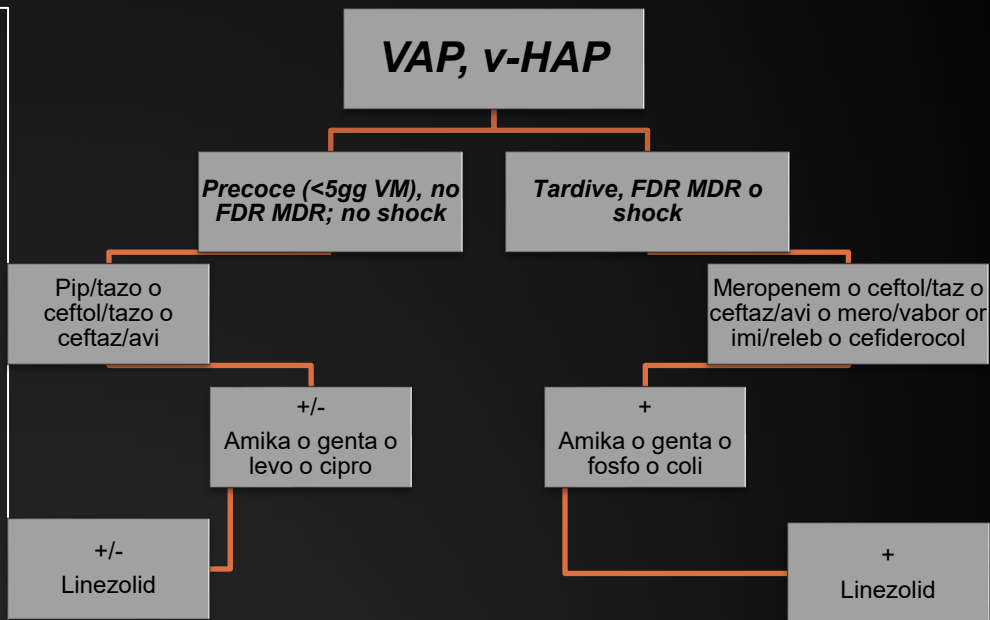 VAP, v-HAP
Precoce (<5gg VM), no
FDR MDR; no shock
Tardive, FDR MDR o
shock
Pip/tazo o
ceftol/tazo o
ceftaz/avi
Meropenem o ceftol/taz o
ceftaz/avi o mero/vabor or
imi/releb o cefiderocol
+/-
Amika o genta o
levo o cipro
+
Amika o genta o
fosfo o coli
+/-
Linezolid
+
Linezolid